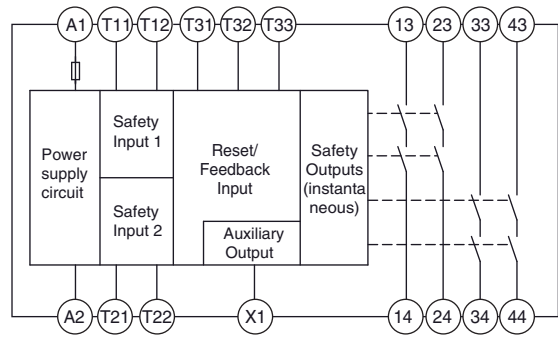 A1 T11 T12 T31 T32 T33 13 23 33 43
Power
supply
circuit
Safety
Input 1
Safety
Input 2
Reset/
Feedback
Input
Auxiliary
Output
Safety
Outputs
(instanta
neous)
A2 T21 T22 X1 14 24 34 44